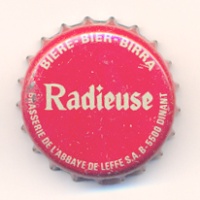 BIERE-BIER-BIRRA
Radieuse
BRASSERIE DE L'ABBAYE DE LEFFE S.A. B-5500 DINANT